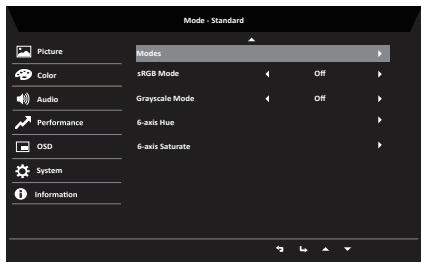 Mode - Standard
Picture
Color
Audio
Performance
OSD
System
Information
Modes
sRGB Mode Off
Grayscale Mode Off
6-axis Hue
6-axis Saturate